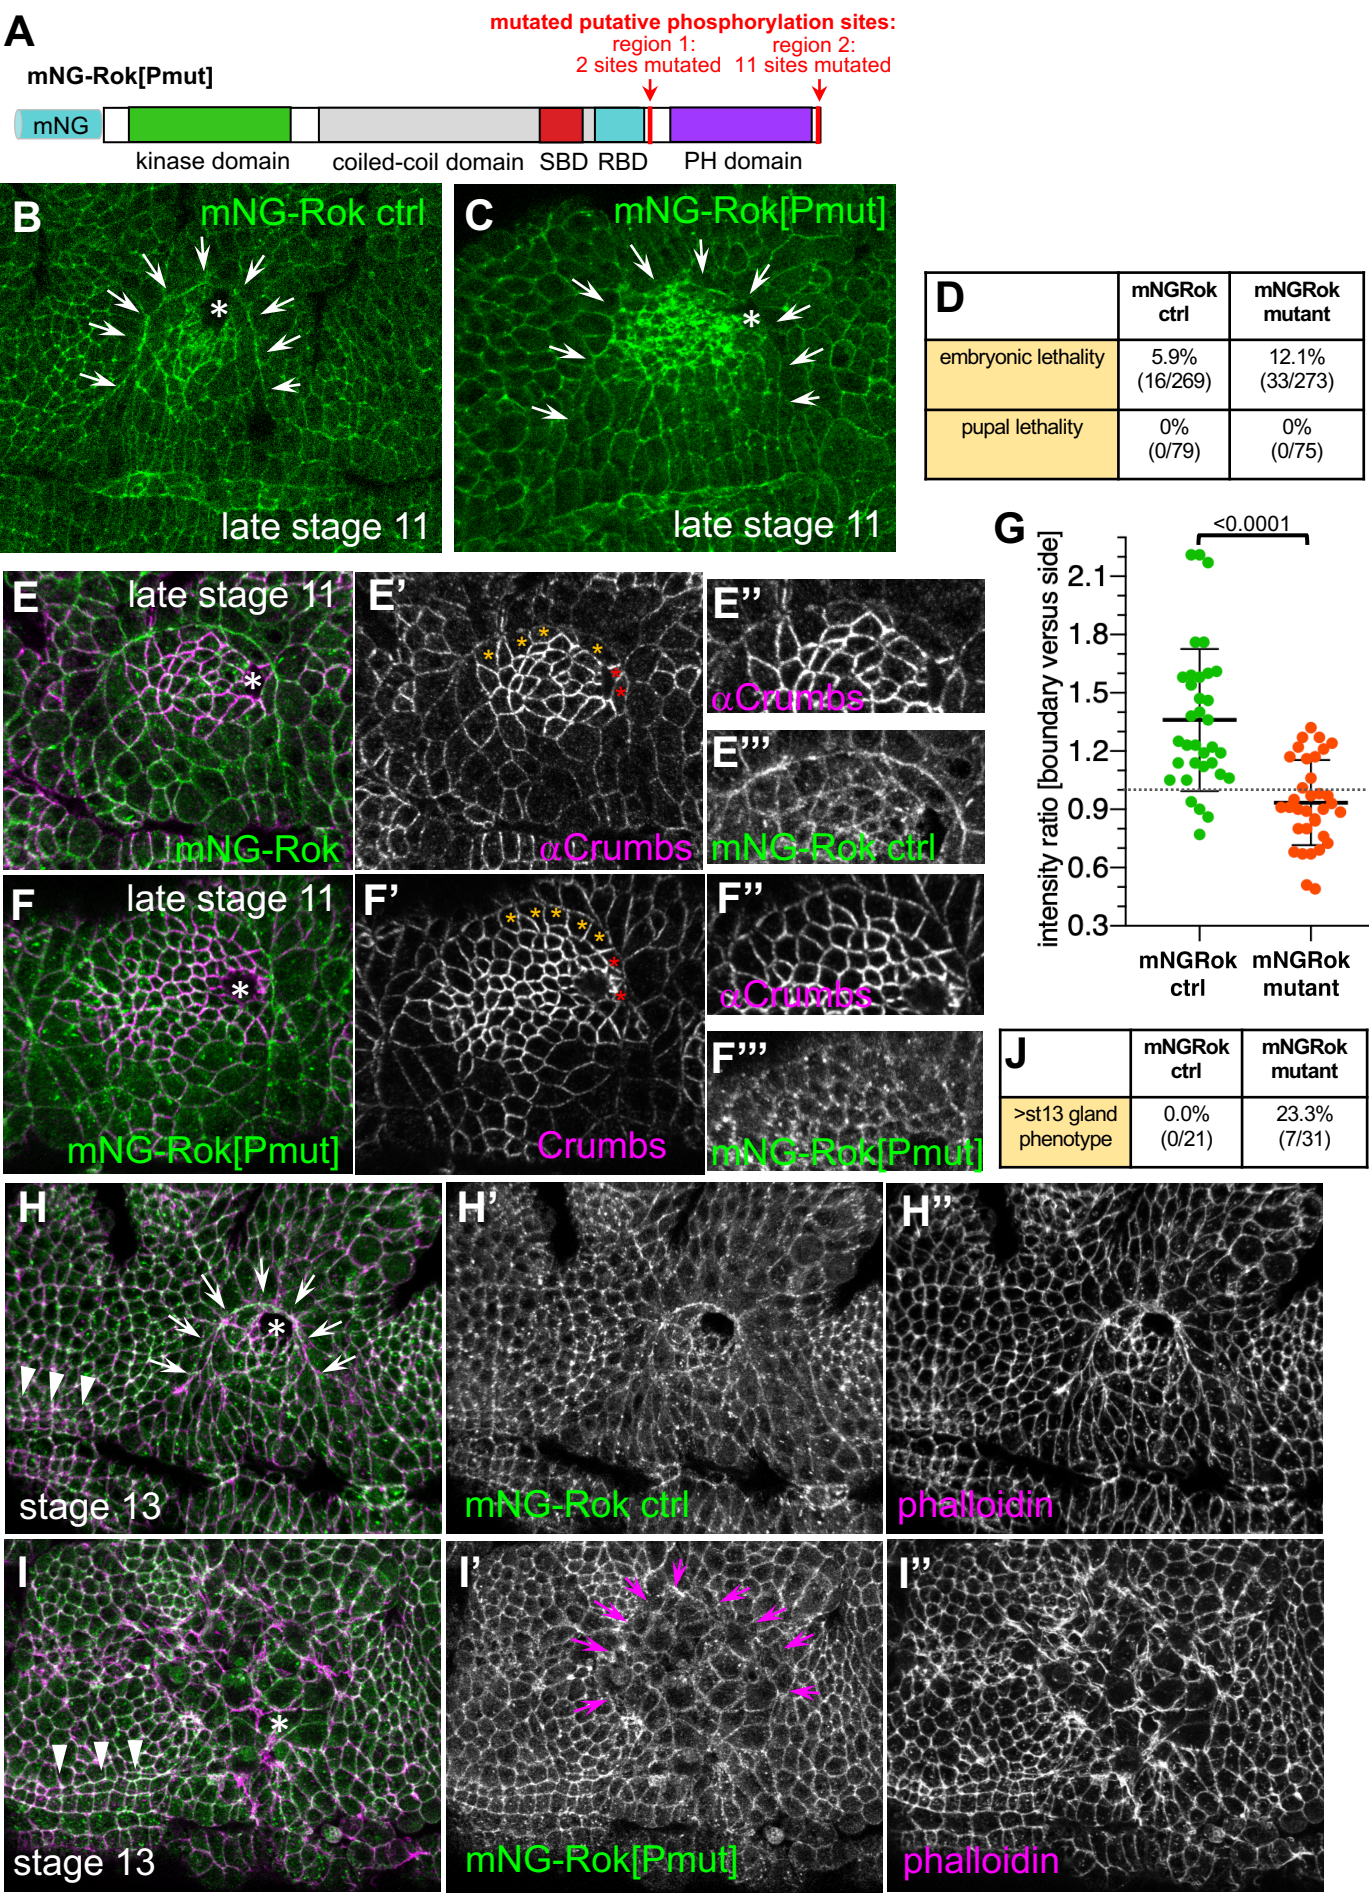 A
mutated putative phosphorylation sites:
region 1: region 2:
2 sites mutated 11 sites mutated
mNG-Rok[Pmut]
mNG
kinase domain coiled-coil domain SBD RBD PH domain
B
mNG-Rok ctrl
*
late stage 11
C
mNG-Rok[Pmut]
*
late stage 11
D
mNGRok ctrl
mNGRok mutant
embryonic lethality
5.9%
(16/269)
12.1%
(33/273)
pupal lethality
0%
(0/79)
0%
(0/75)
E
late stage 11
*
mNG-Rok
E’
* * * * * *
αCrumbs
E’’
αCrumbs
E’’’
mNG-Rok ctrl
F
late stage 11
*
mNG-Rok[Pmut]
F’
* * * * * * *
Crumbs
F’’
αCrumbs
F’’’
mNG-Rok[Pmut]
G
<0.0001
intensity ratio [boundary versus side]
2.1
1.8
1.5
1.2
0.9
0.6
0.3
mNGRok mNGRok
ctrl mutant
J
mNGRok ctrl
mNGRok mutant
>st13 gland
phenotype
0.0%
(0/21)
23.3%
(7/31)
H
*
stage 13
H’
mNG-Rok ctrl
H’’
phalloidin
I
*
stage 13
I’
mNG-Rok[Pmut]
I’’
phalloidin